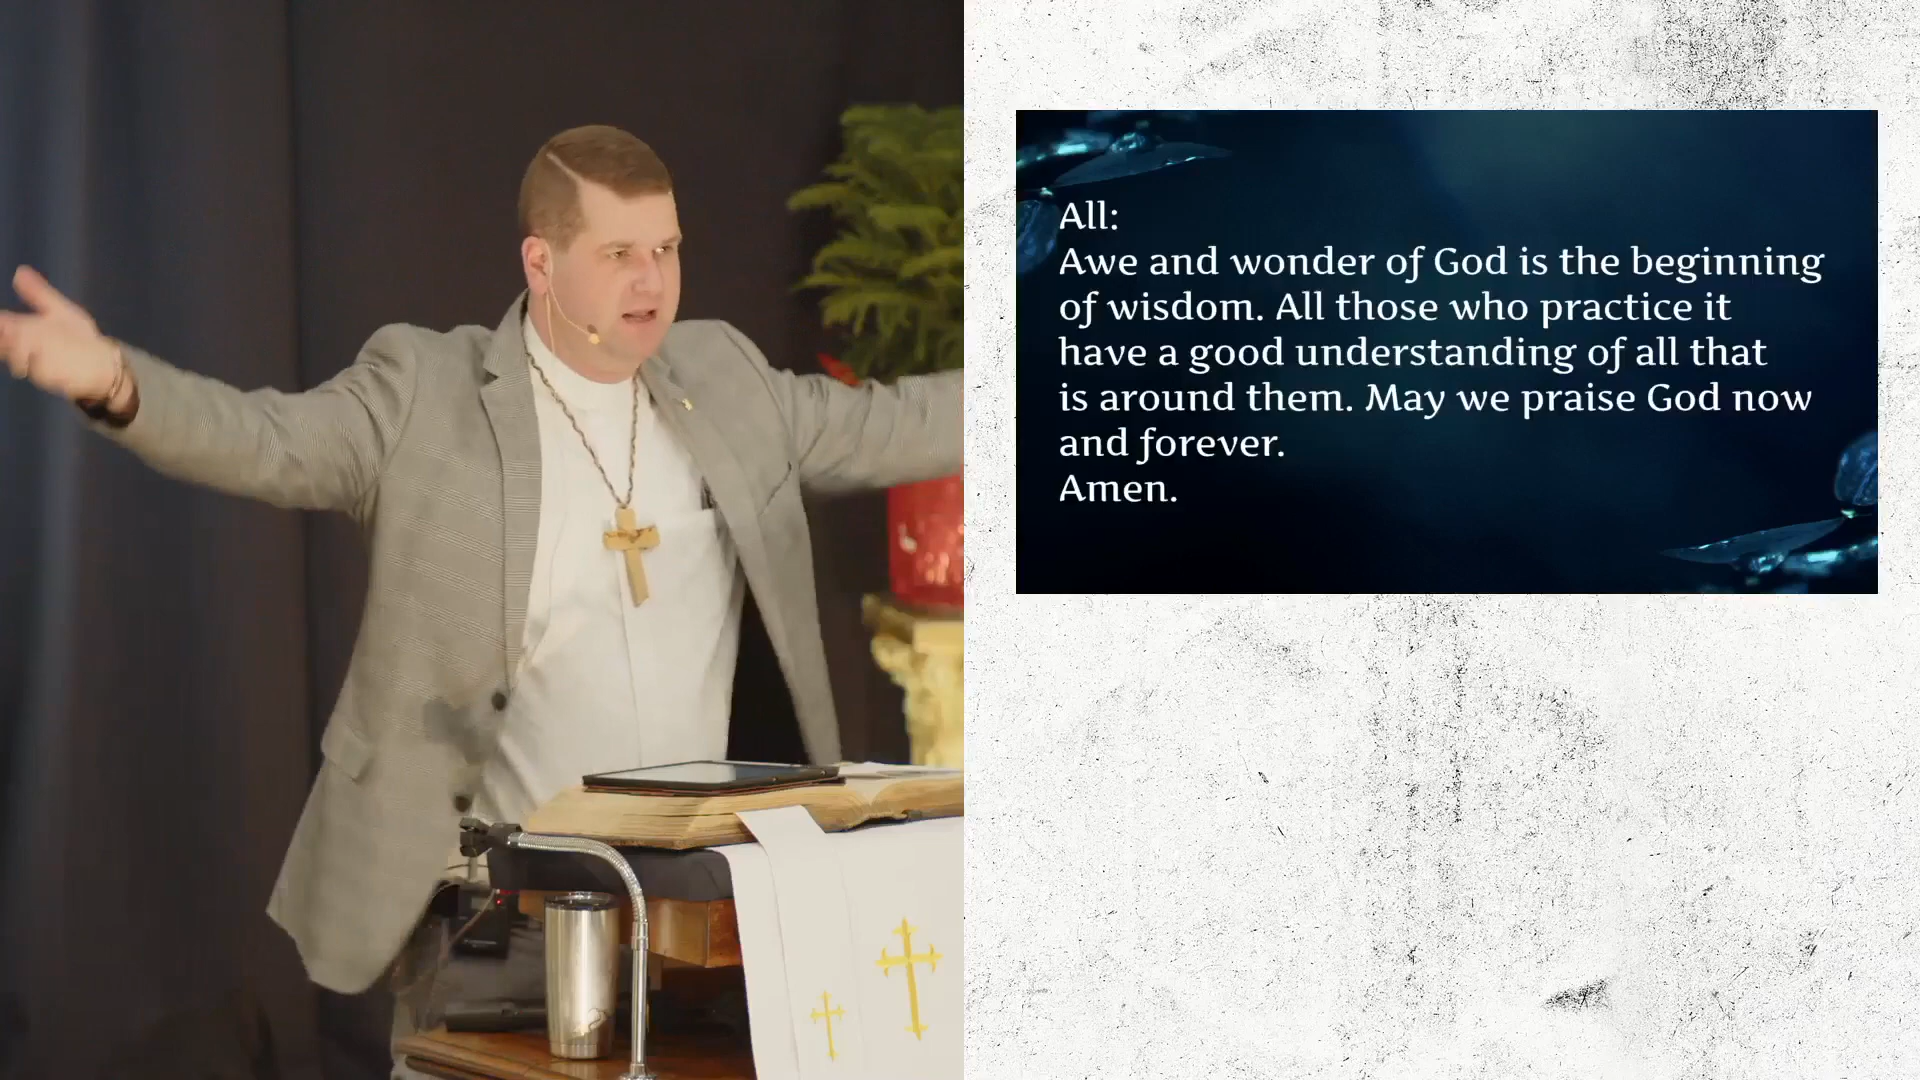 All:
Awe and wonder of God is the beginning
of wisdom. All those who practice it
have a good understanding of all that
is around them. May we praise God now
and forever.
Amen.